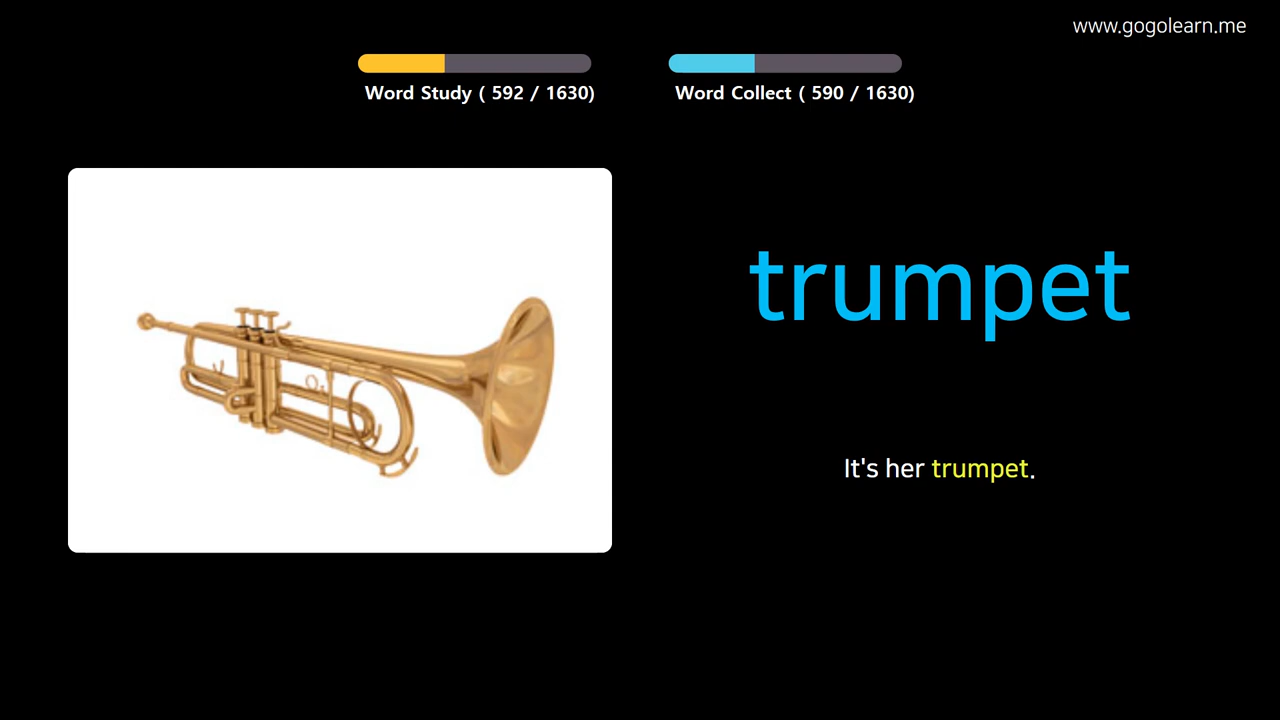 www.gogolearn.me
Word Study ( 592 / 1630)
Word Collect ( 590 / 1630)
trumpet
It's her trumpet.